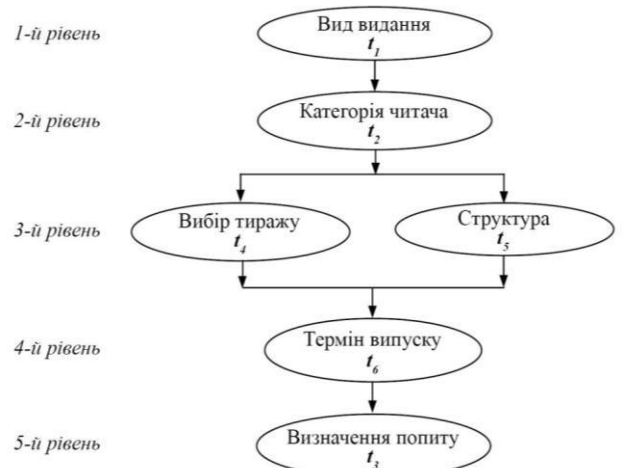 1-й рівень
Вид видання
t1
2-й рівень
Категорія читача
t2
3-й рівень
Вибір тиражу
t4
Структура
t5
4-й рівень
Термін випуску
t6
5-й рівень
Визначення попиту
t3